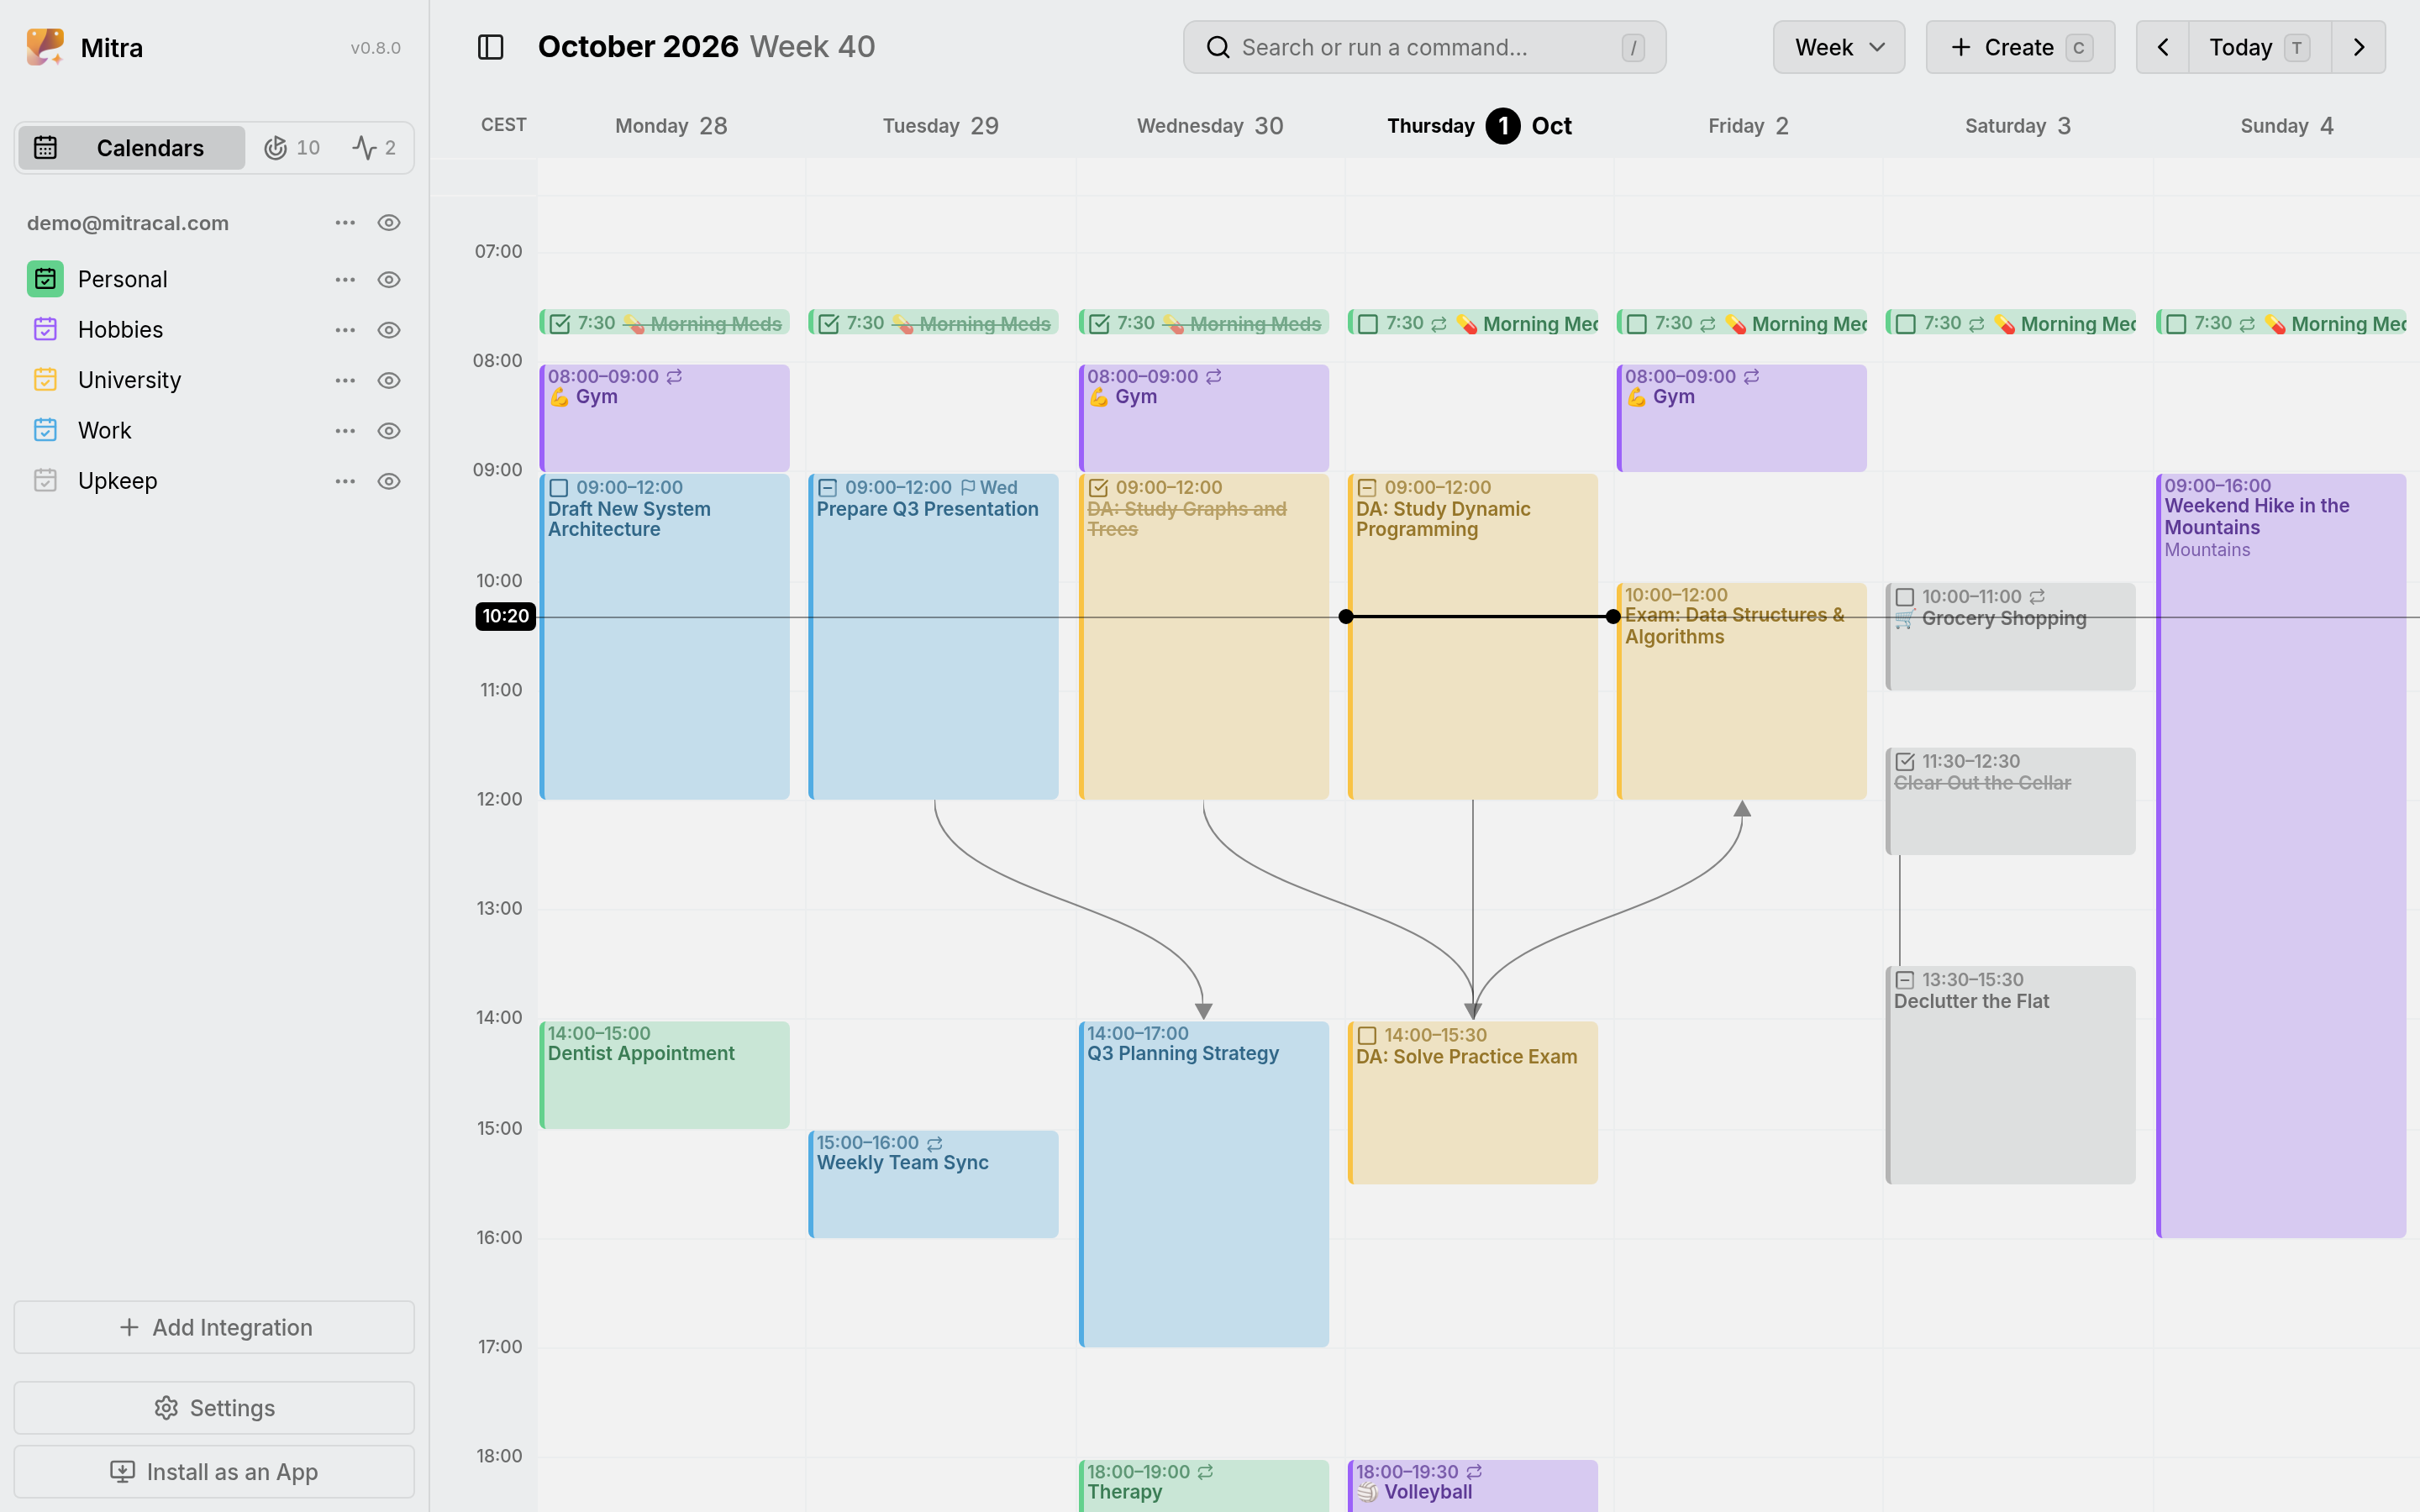 Mitra
v0.8.0
October 2026 Week 40
Search or run a command...
/
Week
Create C
Today T
Calendars
10
2
demo@mitracal.com
Personal
Hobbies
University
Work
Upkeep
Add Integration
Settings
Install as an App
CEST
Monday 28
Tuesday 29
Wednesday 30
Thursday 1 Oct
Friday 2
Saturday 3
Sunday 4
07:00
08:00
09:00
10:00
10:20
11:00
12:00
13:00
14:00
15:00
16:00
17:00
18:00
7:30 💊 Morning Meds
08:00–09:00
💪 Gym
09:00–12:00
Draft New System
Architecture
14:00–15:00
Dentist Appointment
7:30 💊 Morning Meds
09:00–12:00 Wed
Prepare Q3 Presentation
15:00–16:00
Weekly Team Sync
7:30 💊 Morning Meds
08:00–09:00
💪 Gym
09:00–12:00
DA: Study Graphs and
Trees
14:00–17:00
Q3 Planning Strategy
18:00–19:00
Therapy
7:30 💊 Morning Med
09:00–12:00
DA: Study Dynamic
Programming
14:00–15:30
DA: Solve Practice Exam
18:00–19:30
🏐 Volleyball
7:30 💊 Morning Med
08:00–09:00
💪 Gym
10:00–12:00
Exam: Data Structures &
Algorithms
7:30 💊 Morning Med
10:00–11:00
🛒 Grocery Shopping
11:30–12:30
Clear Out the Cellar
13:30–15:30
Declutter the Flat
7:30 💊 Morning Med
09:00–16:00
Weekend Hike in the
Mountains
Mountains